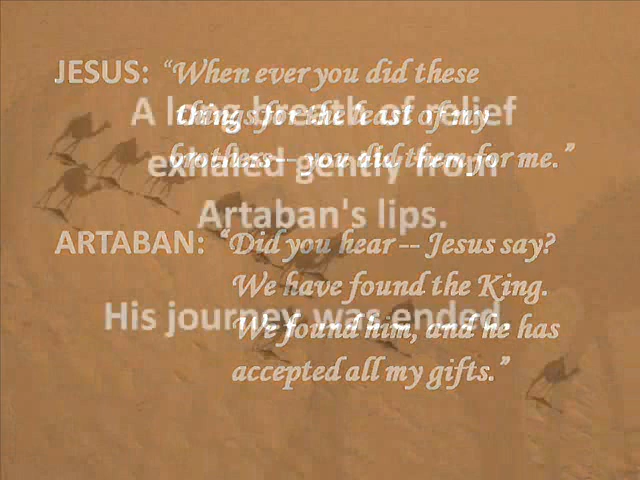 JESUS: “When ever you did these
things for the least of my
brothers -- you did them for me.”
ARTABAN: “Did you hear -- Jesus say?
We have found the King.
We found him, and he has
accepted all my gifts.”
A long breath of relief
exhaled gently from
Artaban's lips.
His journey was ended.